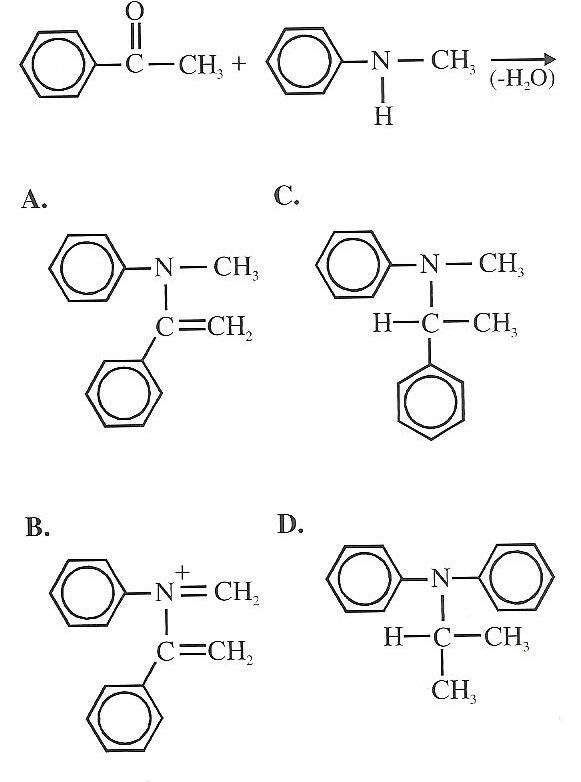 O
C—CH₃ + N—CH₃
(-H₂O)
H
A.
N—CH₃
C=CH₂
C.
N—CH₃
H—C—CH₃
B.
+
N=CH₂
C=CH₂
D.
N
H—C—CH₃
CH₃